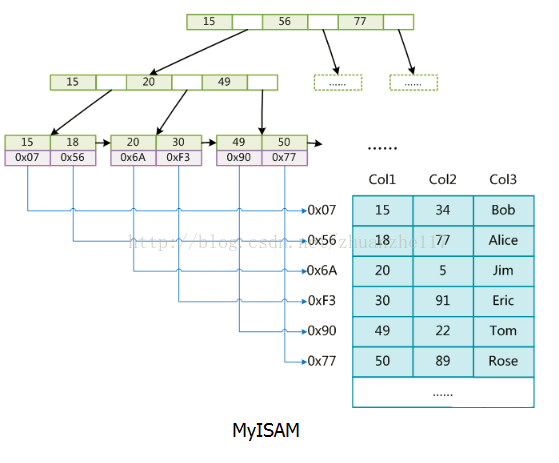 15 56 77
15 20 49
...... ......
15 18 20 30 49 50
0x07 0x56 0x6A 0xF3 0x90 0x77
......
Col1 Col2 Col3
0x07 15 34 Bob
0x56 18 77 Alice
0x6A 20 5 Jim
0xF3 30 91 Eric
0x90 49 22 Tom
0x77 50 89 Rose
......
MyISAM